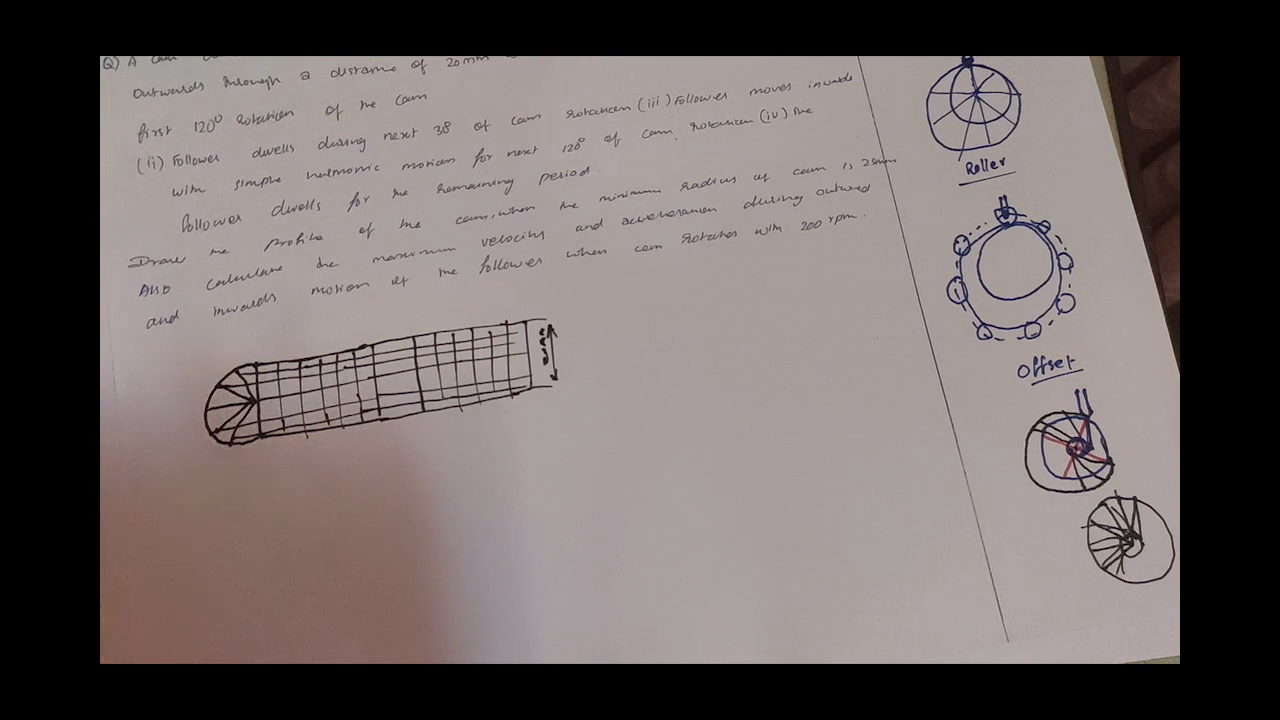 Q) A cam
outwards through a distance of 20mm
first 120° rotation of the cam
(ii) Follower dwells during next 30° of cam rotation (iii) Follower moves inwards
with simple harmonic motion for next 120° of cam rotation (iv) The
follower dwells for the remaining period.
Draw the profile of the cam, when the minimum radius of cam is 25mm
Also calculate the maximum velocity and acceleration during outward
and inwards motion of the follower when cam rotates with 200 rpm.
20mm
Roller
Offset